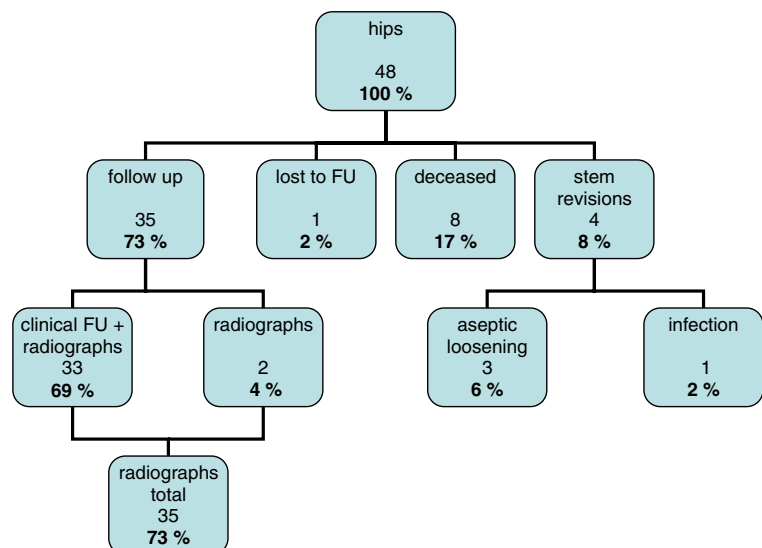 hips
48
100 %
follow up
35
73 %
lost to FU
1
2 %
deceased
8
17 %
stem
revisions
4
8 %
clinical FU +
radiographs
33
69 %
radiographs
2
4 %
aseptic
loosening
3
6 %
infection
1
2 %
radiographs
total
35
73 %